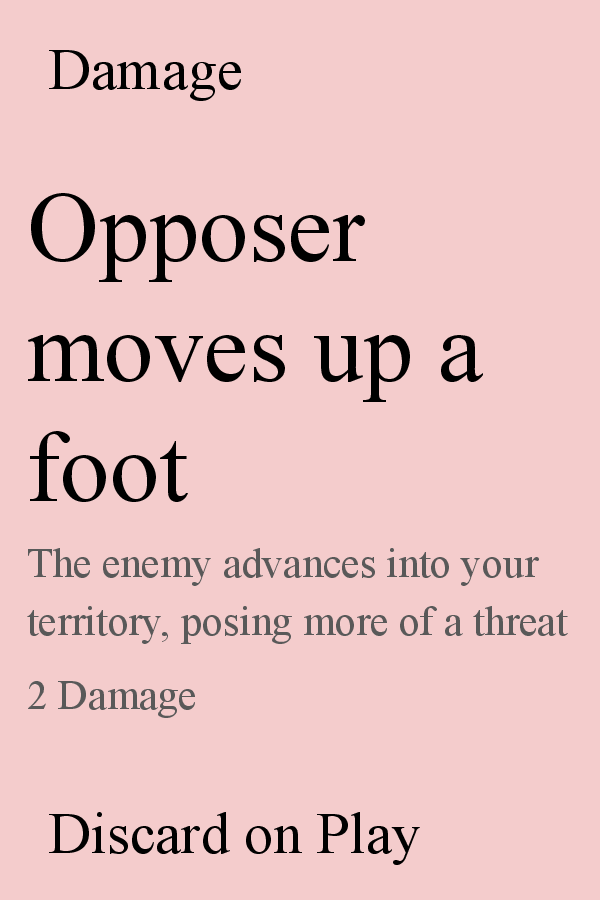 Damage
Opposer
moves up a
foot
The enemy advances into your
territory, posing more of a threat
2 Damage
Discard on Play